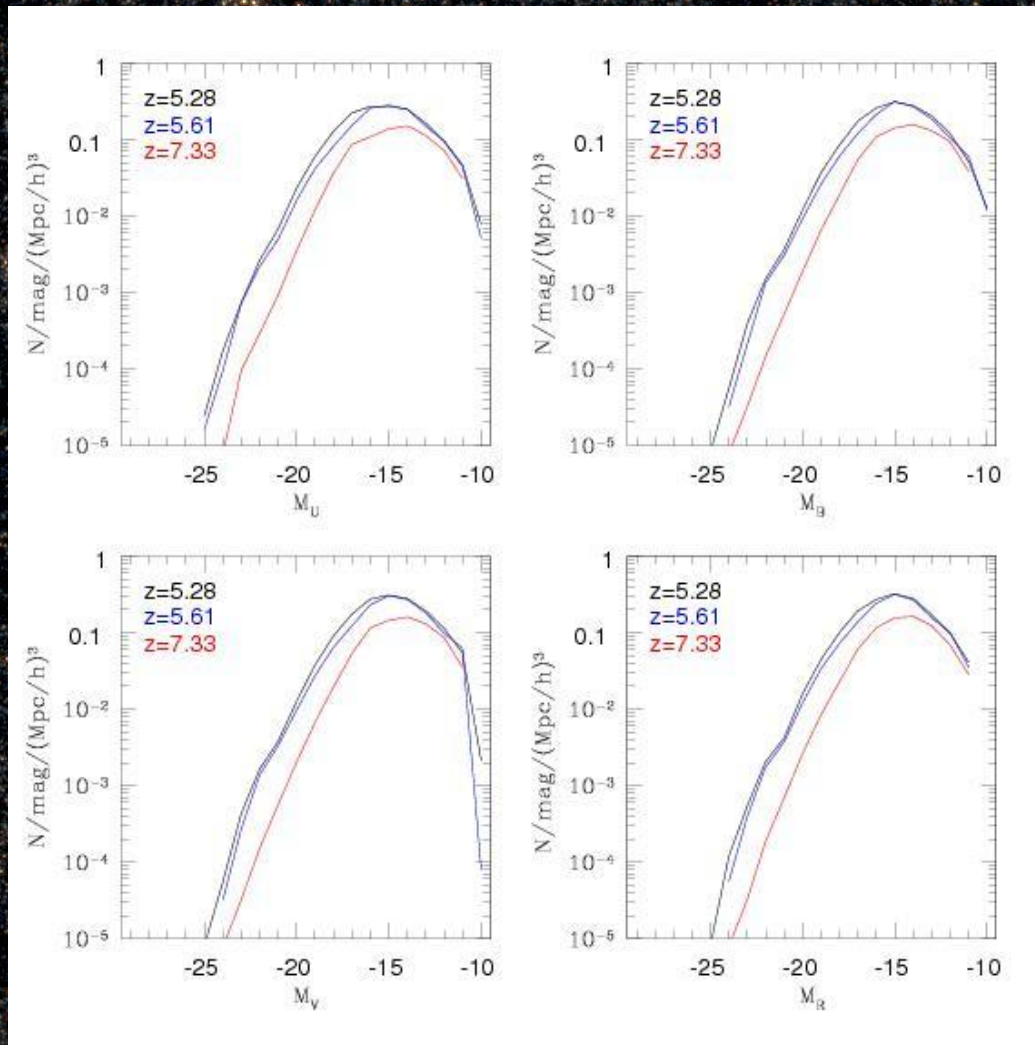 1
z=5.28
z=5.61
z=7.33
0.1
10⁻²
10⁻³
10⁻⁴
10⁻⁵
N/mag/(Mpc/h)³
-25 -20 -15 -10
M_U
1
z=5.28
z=5.61
z=7.33
0.1
10⁻²
10⁻³
10⁻⁴
10⁻⁵
N/mag/(Mpc/h)³
-25 -20 -15 -10
M_B
1
z=5.28
z=5.61
z=7.33
0.1
10⁻²
10⁻³
10⁻⁴
10⁻⁵
N/mag/(Mpc/h)³
-25 -20 -15 -10
M_V
1
z=5.28
z=5.61
z=7.33
0.1
10⁻²
10⁻³
10⁻⁴
10⁻⁵
N/mag/(Mpc/h)³
-25 -20 -15 -10
M_R